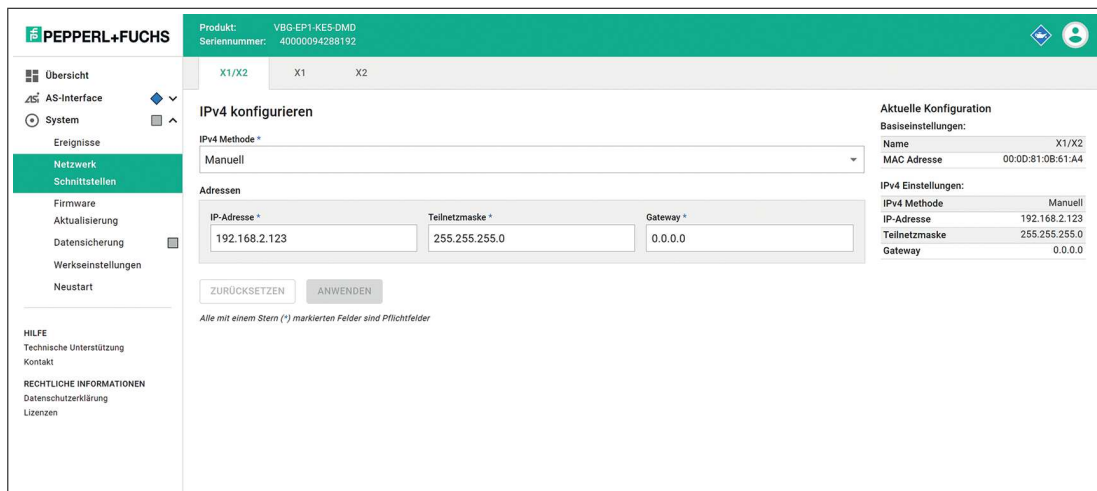 PEPPERL+FUCHS
Produkt: VBG-EP1-KE5-DMD
Seriennummer: 40000094288192
Übersicht
AS-Interface
System
Ereignisse
Netzwerk
Schnittstellen
Firmware
Aktualisierung
Datensicherung
Werkseinstellungen
Neustart
HILFE
Technische Unterstützung
Kontakt
RECHTLICHE INFORMATIONEN
Datenschutzerklärung
Lizenzen
X1/X2 X1 X2
IPv4 konfigurieren
IPv4 Methode *
Manuell
Adressen
IP-Adresse * Teilnetzmaske * Gateway *
192.168.2.123 255.255.255.0 0.0.0.0
ZURÜCKSETZEN ANWENDEN
Alle mit einem Stern (*) markierten Felder sind Pflichtfelder
Aktuelle Konfiguration
Basiseinstellungen:
Name X1/X2
MAC Adresse 00:0D:81:0B:61:A4
IPv4 Einstellungen:
IPv4 Methode Manuell
IP-Adresse 192.168.2.123
Teilnetzmaske 255.255.255.0
Gateway 0.0.0.0